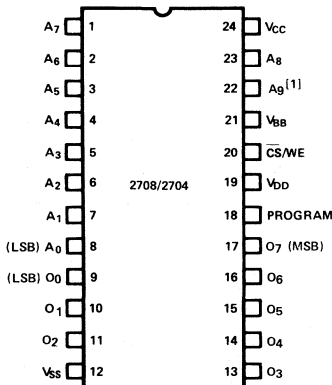 A7 1 24 VCC
A6 2 23 A8
A5 3 22 A9[1]
A4 4 21 VBB
A3 5 20 C̅S̅/WE
A2 6 2708/2704 19 VDD
A1 7 18 PROGRAM
(LSB) A0 8 17 O7 (MSB)
(LSB) O0 9 16 O6
O1 10 15 O5
O2 11 14 O4
VSS 12 13 O3